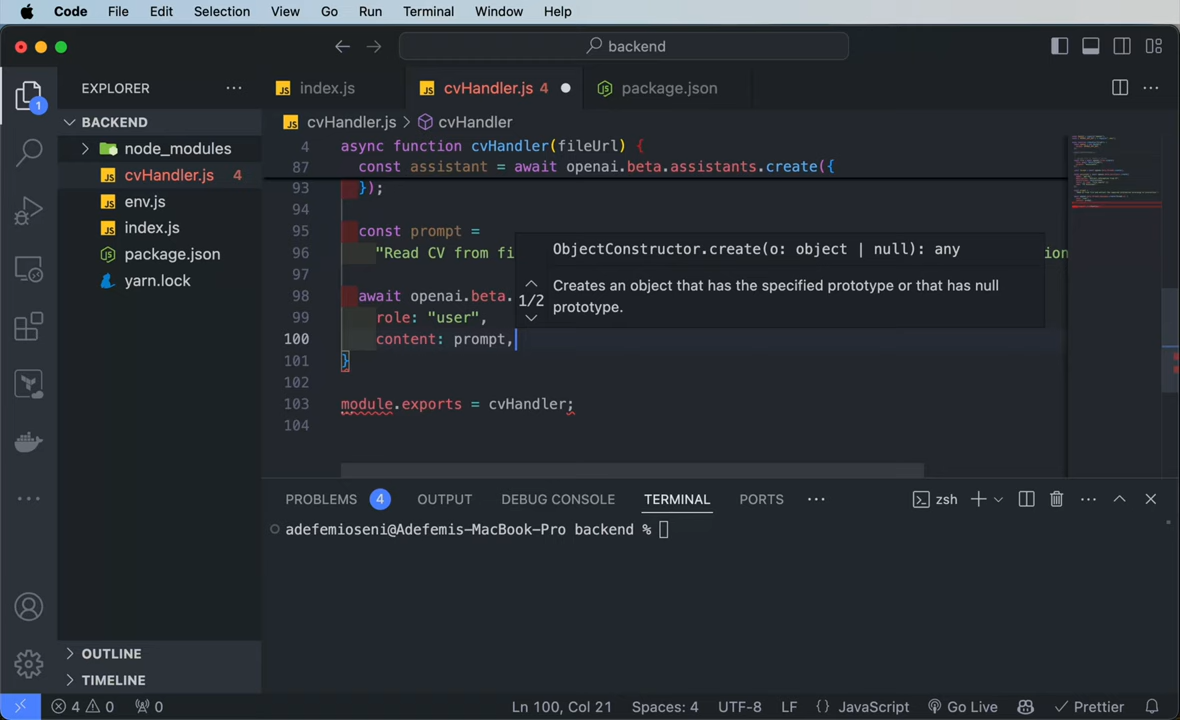 Code File Edit Selection View Go Run Terminal Window Help
backend
EXPLORER
index.js
cvHandler.js 4
package.json
BACKEND
node_modules
cvHandler.js 4
env.js
index.js
package.json
yarn.lock
OUTLINE
TIMELINE
1
cvHandler.js > cvHandler
4 async function cvHandler(fileUrl) {
87 const assistant = await openai.beta.assistants.create({
93 });
94
95 const prompt =
96 "Read CV from fi ion
97
98 await openai.beta.
99 role: "user",
100 content: prompt,
101 }
102
103 module.exports = cvHandler;
104
1/2
ObjectConstructor.create(o: object | null): any
Creates an object that has the specified prototype or that has null
prototype.
PROBLEMS 4 OUTPUT DEBUG CONSOLE TERMINAL PORTS zsh
adefemioseni@Adefemis-MacBook-Pro backend %
4 0 0 Ln 100, Col 21 Spaces: 4 UTF-8 LF {} JavaScript Go Live Prettier